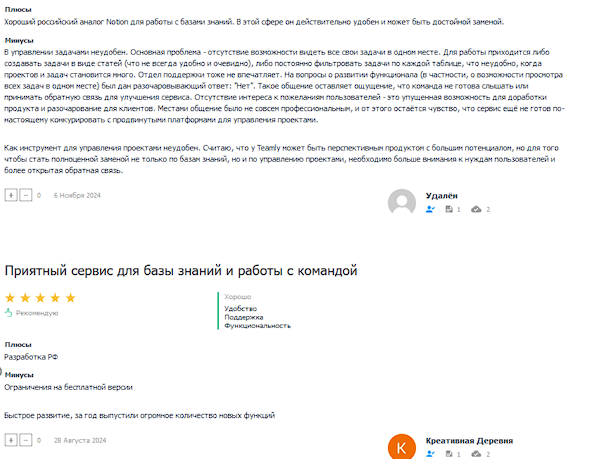 Плюсы
Хороший российский аналог Notion для работы с базами знаний. В этой сфере он действительно удобен и может быть достойной заменой.
Минусы
В управлении задачами неудобен. Основная проблема - отсутствие возможности видеть все свои задачи в одном месте. Для работы приходится либо
создавать задачи в виде статей (что не всегда удобно и очевидно), либо постоянно фильтровать задачи по каждой таблице, что неудобно, когда
проектов и задач становится много. Отдел поддержки тоже не впечатляет. На вопросы о развитии функционала (в частности, о возможности просмотра
всех задач в одном месте) был дан разочаровывающий ответ: "Нет". Такое общение оставляет ощущение, что команда не готова слышать или
принимать обратную связь для улучшения сервиса. Отсутствие интереса к пожеланиям пользователей - это упущенная возможность для доработки
продукта и разочарование для клиентов. Местами общение было не совсем профессиональным, и от этого остаётся чувство, что сервис ещё не готов по-
настоящему конкурировать с продвинутыми платформами для управления проектами.
Как инструмент для управления проектами неудобен. Считаю, что у Teamly может быть перспективным продуктом с большим потенциалом, но для того
чтобы стать полноценной заменой не только по базам знаний, но и по управлению проектами, необходимо больше внимания к нуждам пользователей и
более открытая обратная связь.
+ − 0 6 Ноября 2024
Удалён
1 2
Приятный сервис для базы знаний и работы с командой
Рекомендую
Хорошо
Удобство
Поддержка
Функциональность
Плюсы
Разработка РФ
Минусы
Ограничения на бесплатной версии
Быстрое развитие, за год выпустили огромное количество новых функций
+ − 0 28 Августа 2024
К
Креативная Деревня
1 2